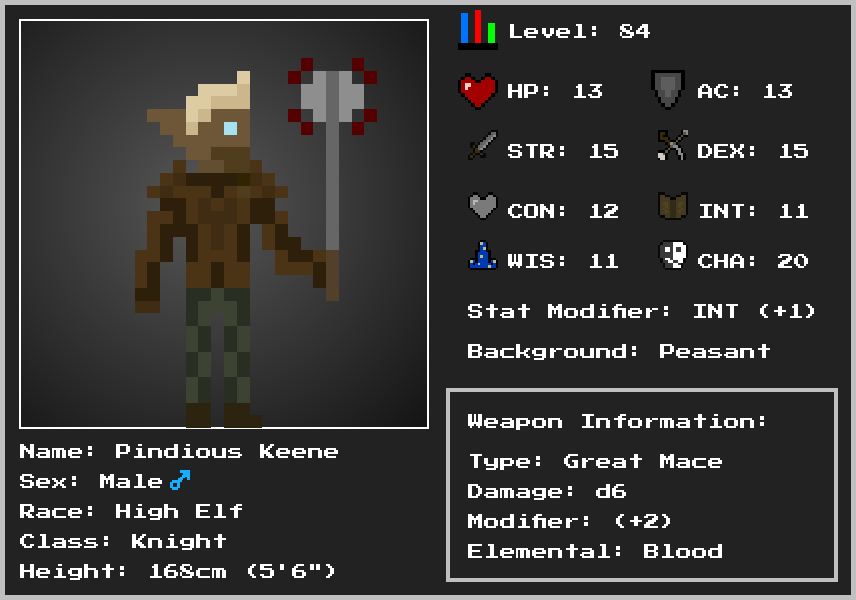 Level: 84
HP: 13
AC: 13
STR: 15
DEX: 15
CON: 12
INT: 11
WIS: 11
CHA: 20
Stat Modifier: INT (+1)
Background: Peasant
Name: Pindious Keene
Sex: Male♂
Race: High Elf
Class: Knight
Height: 168cm (5'6")
Weapon Information:
Type: Great Mace
Damage: d6
Modifier: (+2)
Elemental: Blood